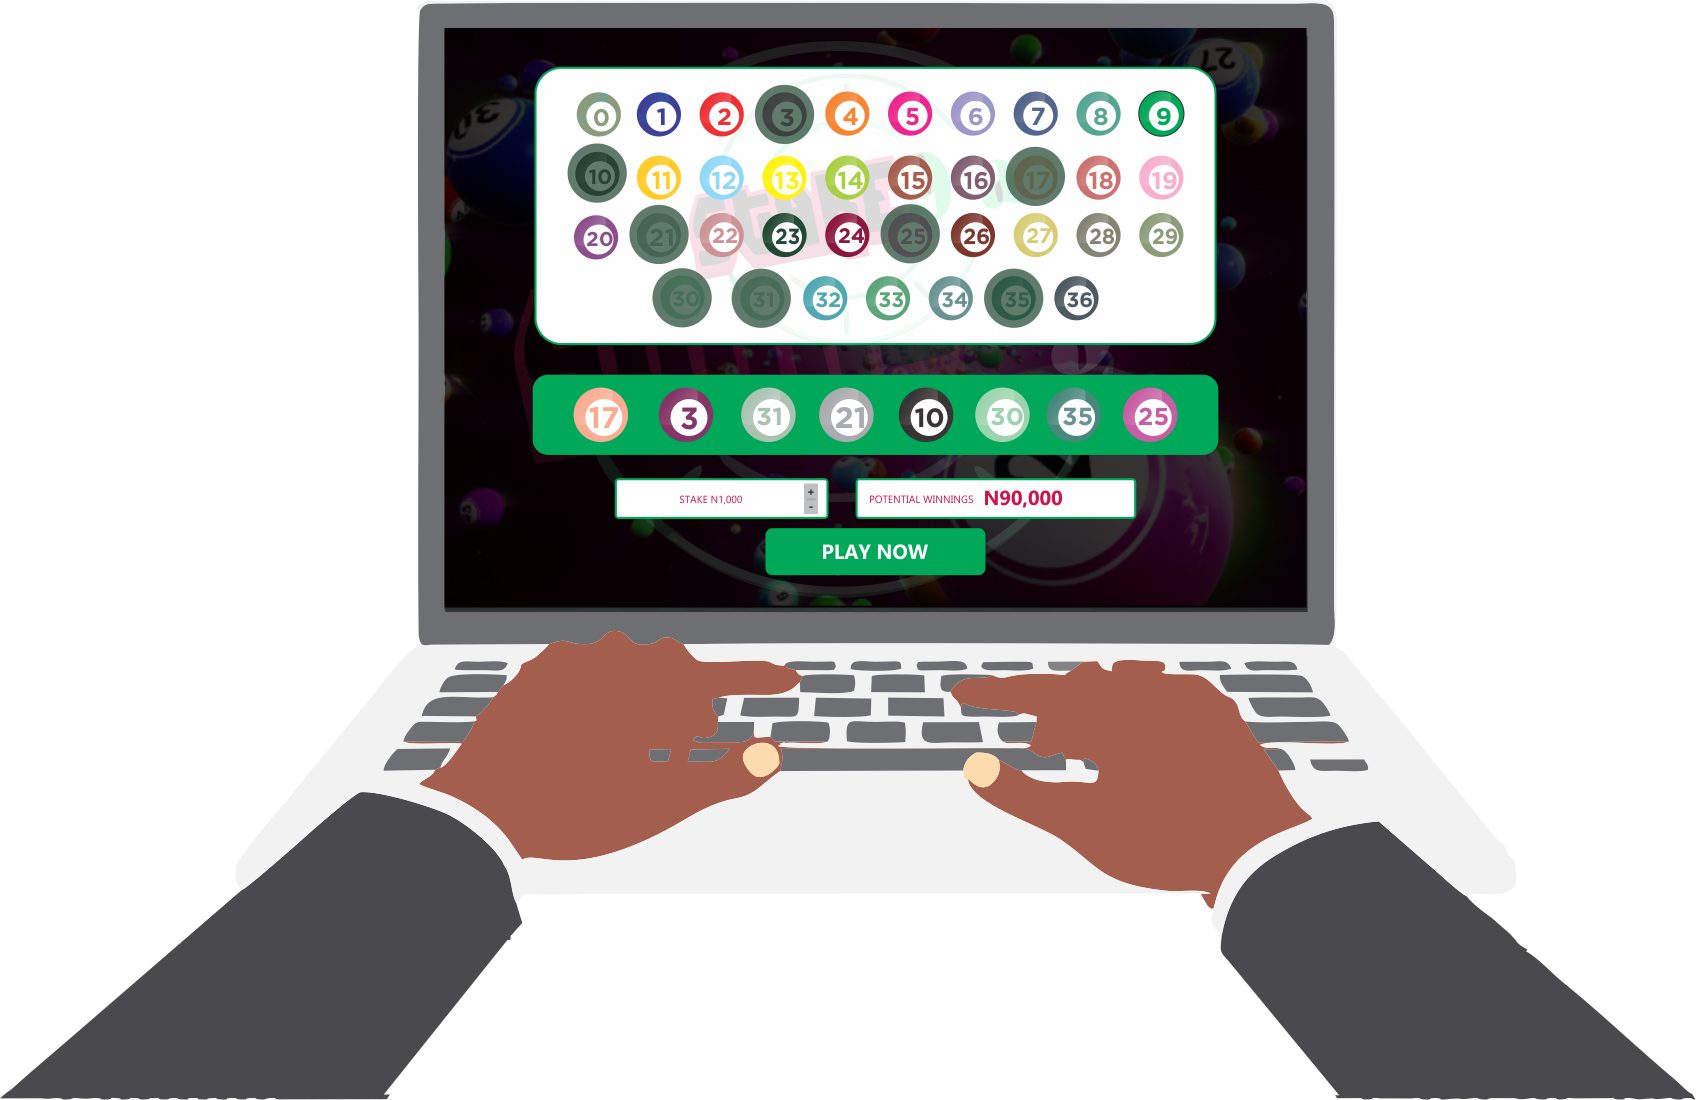 27
30
0 1 2 3 4 5 6 7 8 9
10 11 12 13 14 15 16 17 18 19
20 21 22 23 24 25 26 27 28 29
30 31 32 33 34 35 36
17 3 31 21 10 30 35 25
STAKE N1,000 + -
POTENTIAL WINNINGS N90,000
PLAY NOW